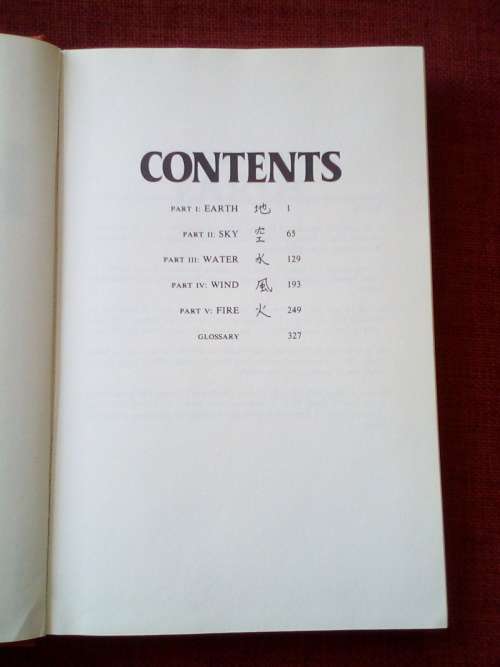 CONTENTS
PART I: EARTH 地 1
PART II: SKY 空 65
PART III: WATER 水 129
PART IV: WIND 風 193
PART V: FIRE 火 249
GLOSSARY 327